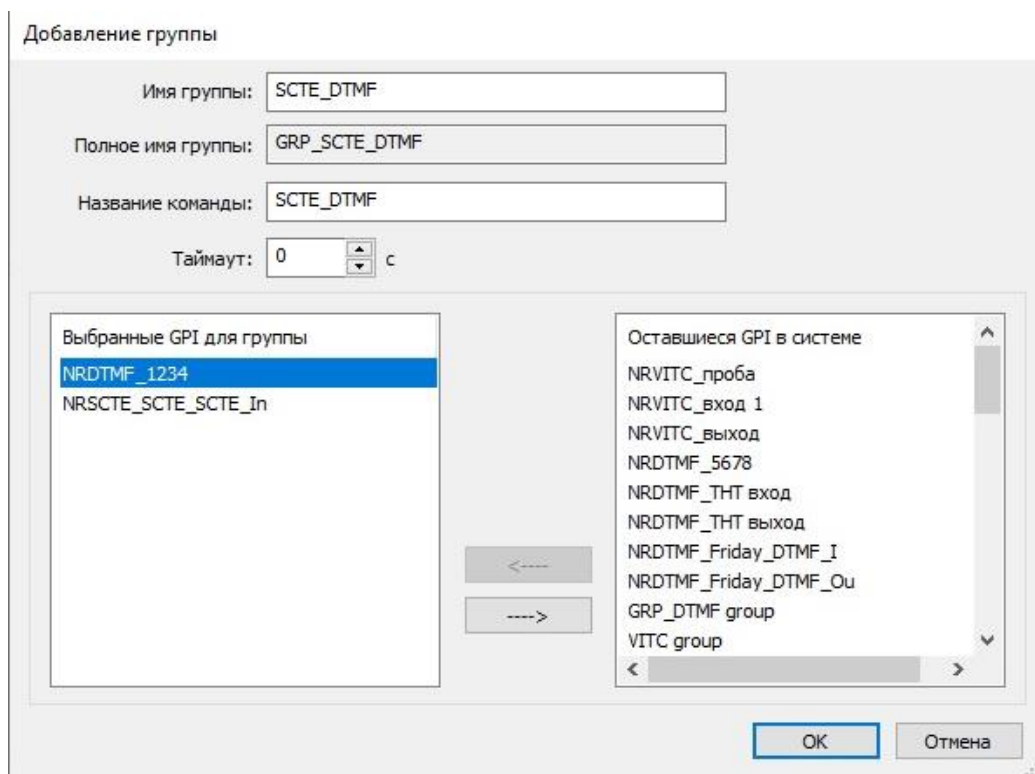 Добавление группы
Имя группы: SCTE_DTMF
Полное имя группы: GRP_SCTE_DTMF
Название команды: SCTE_DTMF
Таймаут: 0 с
Выбранные GPI для группы
NRDTMF_1234
NRSCTE_SCTE_SCTE_In
<----
---->
Оставшиеся GPI в системе
NRVITC_проба
NRVITC_вход 1
NRVITC_выход
NRDTMF_5678
NRDTMF_ТНТ вход
NRDTMF_ТНТ выход
NRDTMF_Friday_DTMF_I
NRDTMF_Friday_DTMF_Ou
GRP_DTMF group
VITC group
OK Отмена